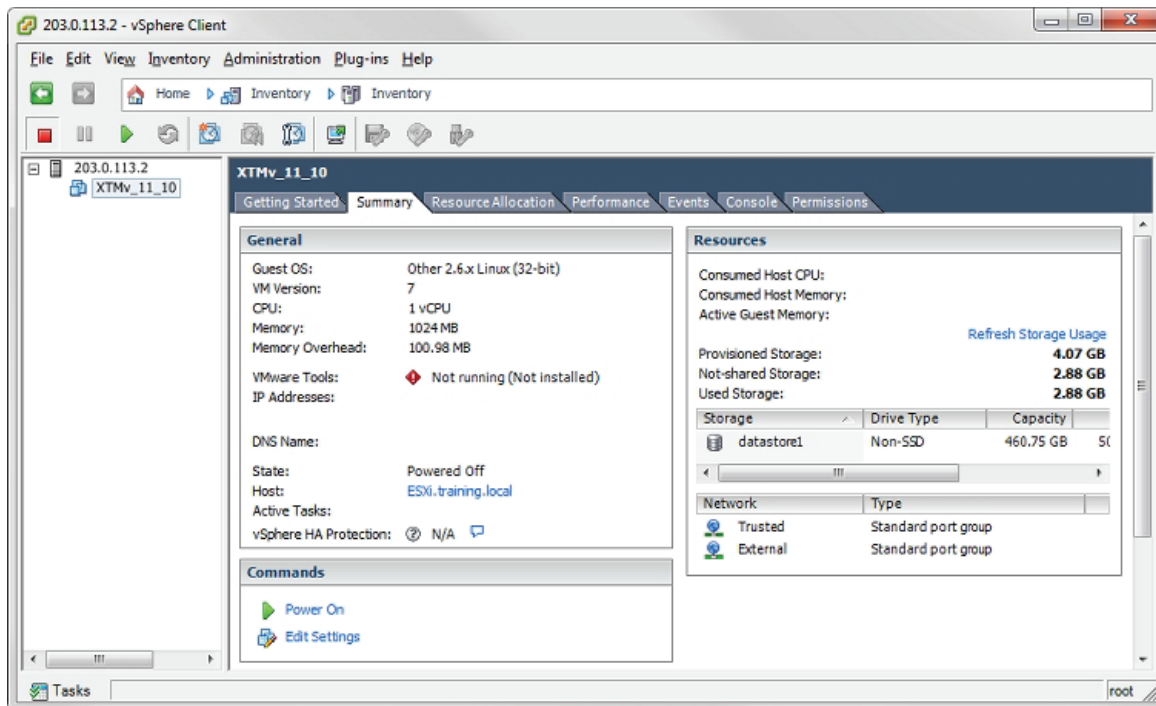 203.0.113.2 - vSphere Client
File Edit View Inventory Administration Plug-ins Help
Home Inventory Inventory
203.0.113.2
XTMv_11_10
XTMv_11_10
Getting Started Summary Resource Allocation Performance Events Console Permissions
General
Guest OS: Other 2.6.x Linux (32-bit)
VM Version: 7
CPU: 1 vCPU
Memory: 1024 MB
Memory Overhead: 100.98 MB
VMware Tools: Not running (Not installed)
IP Addresses:
DNS Name:
State: Powered Off
Host: ESXi.training.local
Active Tasks:
vSphere HA Protection: N/A
Commands
Power On
Edit Settings
Resources
Consumed Host CPU:
Consumed Host Memory:
Active Guest Memory:
Refresh Storage Usage
Provisioned Storage: 4.07 GB
Not-shared Storage: 2.88 GB
Used Storage: 2.88 GB
Storage Drive Type Capacity
datastore1 Non-SSD 460.75 GB 50
Network Type
Trusted Standard port group
External Standard port group
Tasks root